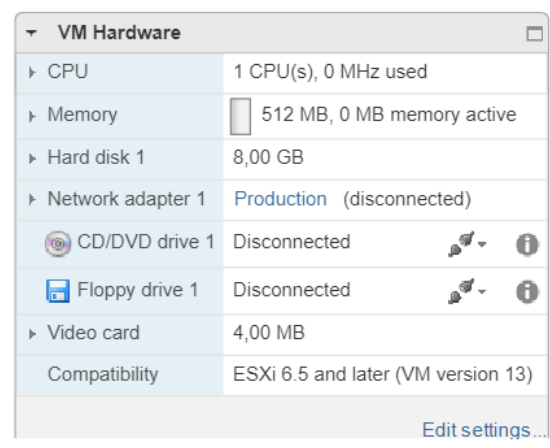 VM Hardware
CPU 1 CPU(s), 0 MHz used
Memory 512 MB, 0 MB memory active
Hard disk 1 8,00 GB
Network adapter 1 Production (disconnected)
CD/DVD drive 1 Disconnected
Floppy drive 1 Disconnected
Video card 4,00 MB
Compatibility ESXi 6.5 and later (VM version 13)
Edit settings...